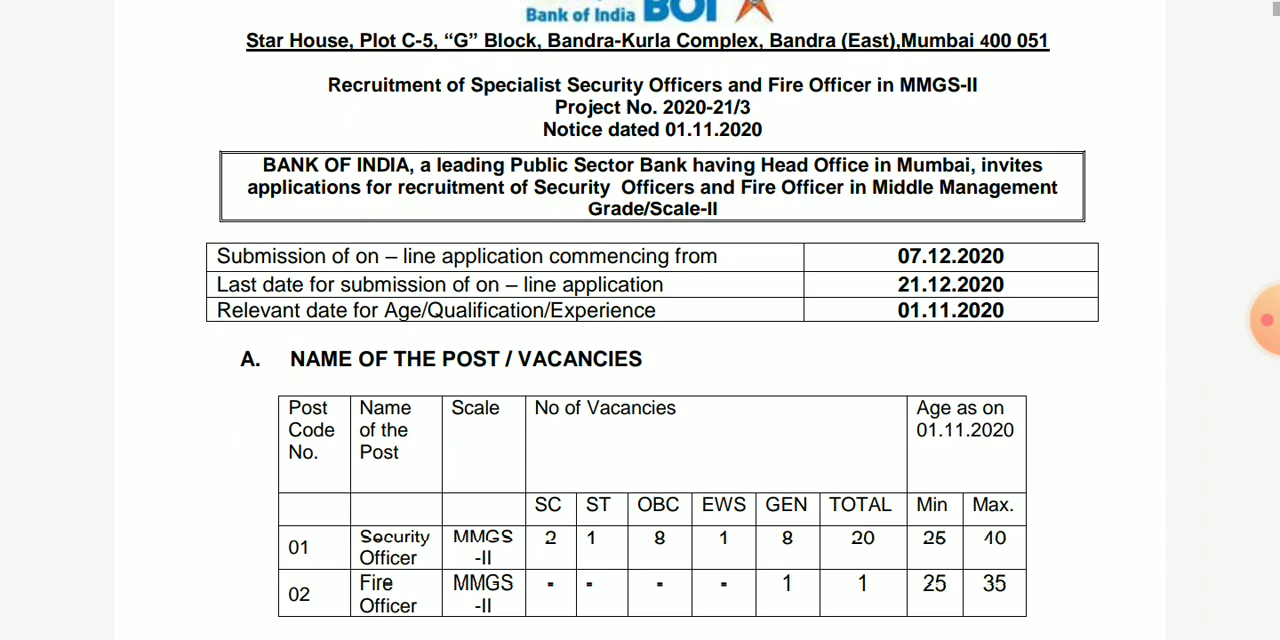 Bank of India BOI
Star House, Plot C-5, “G” Block, Bandra-Kurla Complex, Bandra (East),Mumbai 400 051
Recruitment of Specialist Security Officers and Fire Officer in MMGS-II
Project No. 2020-21/3
Notice dated 01.11.2020
BANK OF INDIA, a leading Public Sector Bank having Head Office in Mumbai, invites
applications for recruitment of Security Officers and Fire Officer in Middle Management
Grade/Scale-II
Submission of on – line application commencing from 07.12.2020
Last date for submission of on – line application 21.12.2020
Relevant date for Age/Qualification/Experience 01.11.2020
A. NAME OF THE POST / VACANCIES
Post Name Scale No of Vacancies Age as on
Code of the 01.11.2020
No. Post
SC ST OBC EWS GEN TOTAL Min Max.
01 Security MMGS 2 1 8 1 8 20 25 40
Officer -II
02 Fire MMGS - - - - 1 1 25 35
Officer -II